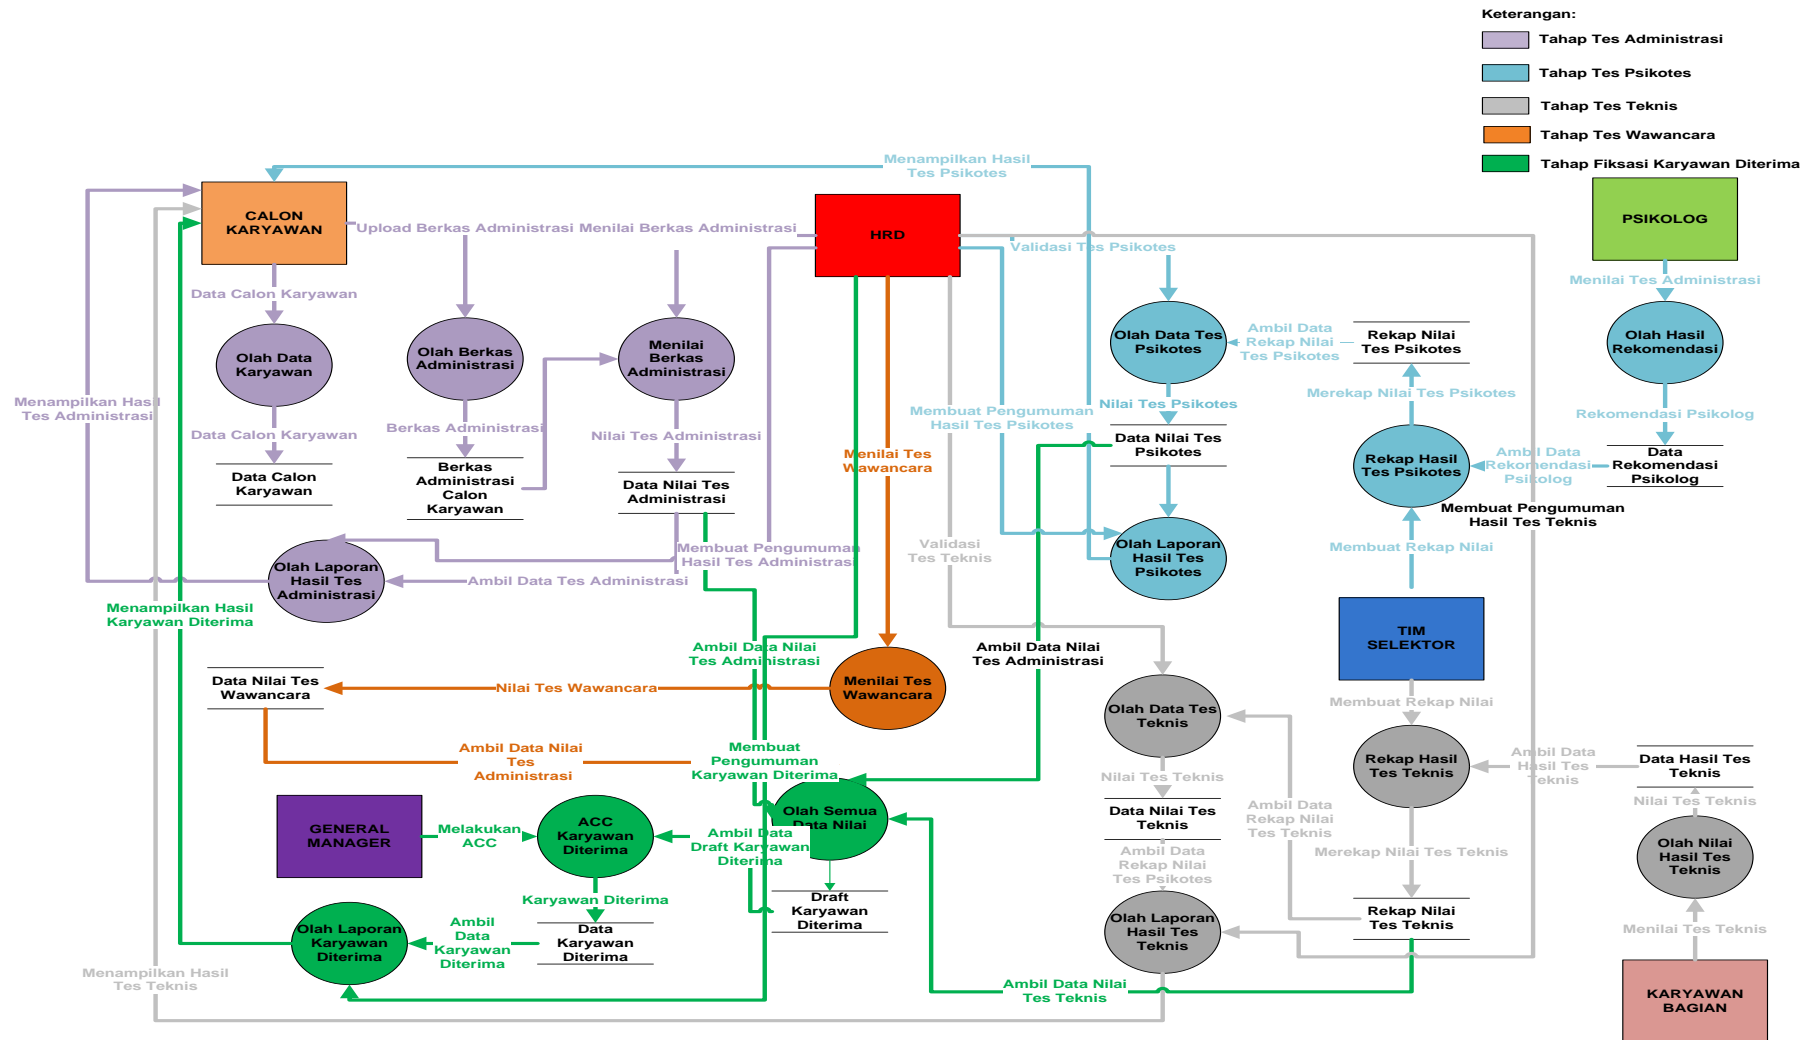 Keterangan:
Tahap Tes Administrasi
Tahap Tes Psikotes
Tahap Tes Teknis
Tahap Tes Wawancara
Tahap Fiksasi Karyawan Diterima
Menampilkan Hasil
Tes Psikotes
CALON
KARYAWAN
Upload Berkas Administrasi
Menilai Berkas Administrasi
HRD
Validasi Tes Psikotes
PSIKOLOG
Menilai Tes Administrasi
Data Calon Karyawan
Olah Data
Karyawan
Olah Berkas
Administrasi
Menilai
Berkas
Administrasi
Olah Data Tes
Psikotes
Ambil Data
Rekap Nilai
Tes Psikotes
Rekap Nilai
Tes Psikotes
Olah Hasil
Rekomendasi
Menampilkan Hasil
Tes Administrasi
Data Calon Karyawan
Berkas Administrasi
Nilai Tes Administrasi
Membuat Pengumuman
Hasil Tes Psikotes
Nilai Tes Psikotes
Merekap Nilai Tes Psikotes
Rekomendasi Psikolog
Data Calon
Karyawan
Berkas
Administrasi
Calon
Karyawan
Data Nilai Tes
Administrasi
Menilai Tes
Wawancara
Data Nilai Tes
Psikotes
Rekap Hasil
Tes Psikotes
Ambil Data
Rekomendasi
Psikolog
Data
Rekomendasi
Psikolog
Membuat Pengumuman
Hasil Tes Teknis
Olah Laporan
Hasil Tes
Administrasi
Ambil Data Tes Administrasi
Membuat Pengumuman
Hasil Tes Administrasi
Validasi
Tes Teknis
Olah Laporan
Hasil Tes
Psikotes
Membuat Rekap Nilai
Menampilkan Hasil
Karyawan Diterima
Ambil Data Nilai
Tes Administrasi
Ambil Data Nilai
Tes Administrasi
TIM
SELEKTOR
Data Nilai Tes
Wawancara
Nilai Tes Wawancara
Menilai Tes
Wawancara
Olah Data Tes
Teknis
Membuat Rekap Nilai
Ambil Data Nilai
Tes
Administrasi
Membuat
Pengumuman
Karyawan Diterima
Nilai Tes Teknis
Rekap Hasil
Tes Teknis
Ambil Data
Hasil Tes
Teknis
Data Hasil Tes
Teknis
Nilai Tes Teknis
GENERAL
MANAGER
Melakukan
ACC
ACC
Karyawan
Diterima
Ambil Data
Draft Karyawan
Diterima
Olah Semua
Data Nilai
Data Nilai Tes
Teknis
Ambil Data
Rekap Nilai
Tes Teknis
Merekap Nilai Tes Teknis
Olah Nilai
Hasil Tes
Teknis
Ambil Data
Rekap Nilai
Tes Psikotes
Karyawan Diterima
Draft
Karyawan
Diterima
Olah Laporan
Karyawan
Diterima
Ambil
Data
Karyawan
Diterima
Data
Karyawan
Diterima
Olah Laporan
Hasil Tes
Teknis
Rekap Nilai
Tes Teknis
Menilai Tes Teknis
Menampilkan Hasil
Tes Teknis
Ambil Data Nilai
Tes Teknis
KARYAWAN
BAGIAN